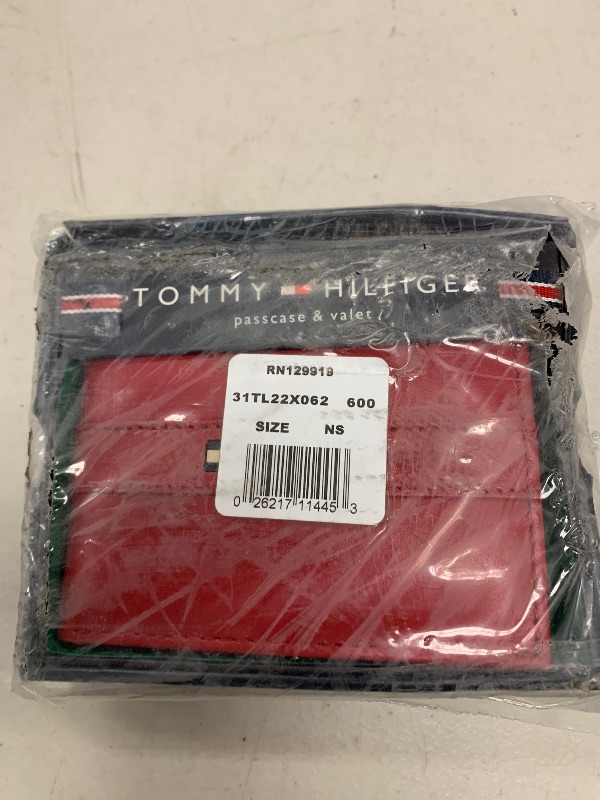 TOMMY HILFIGER
passcase & valet
RN129919
31TL22X062 600
SIZE NS
0 26217 11445 3